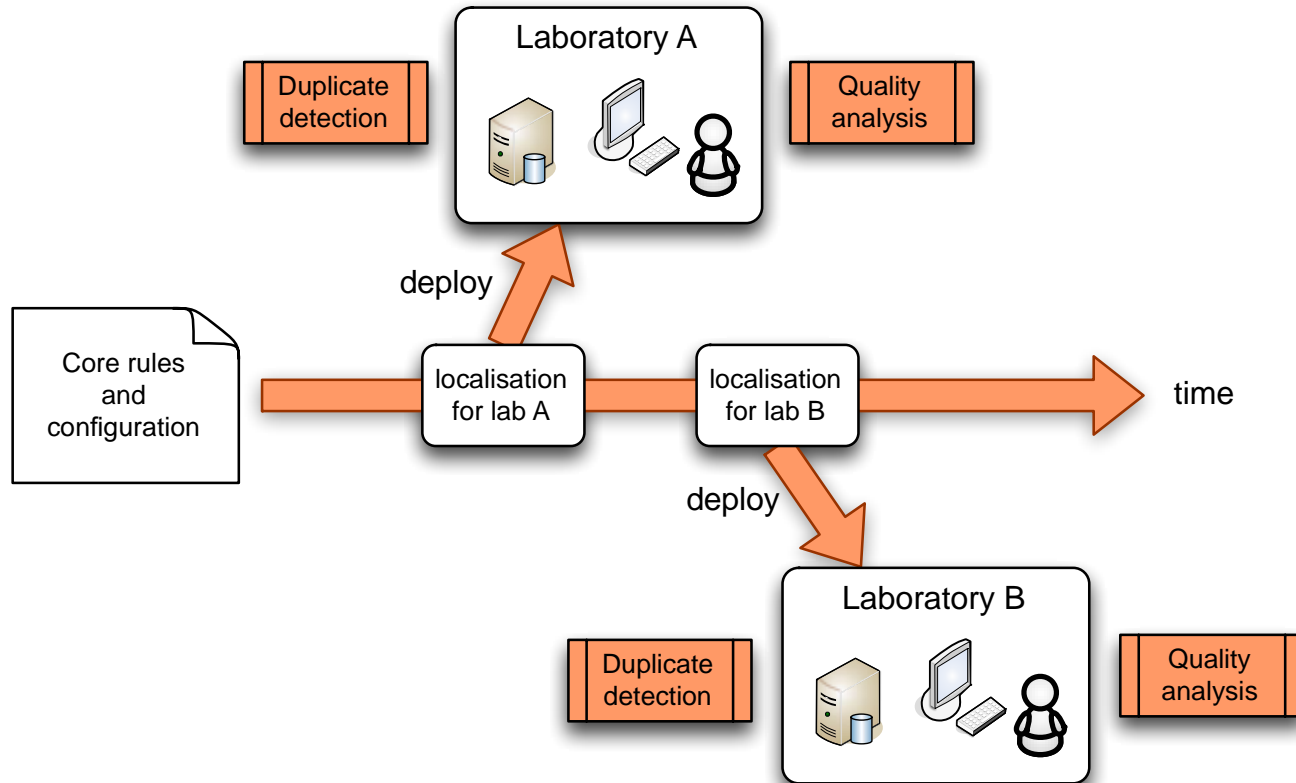 Laboratory A
Duplicate
detection
Quality
analysis
deploy
Core rules
and
configuration
localisation
for lab A
localisation
for lab B
time
deploy
Laboratory B
Duplicate
detection
Quality
analysis